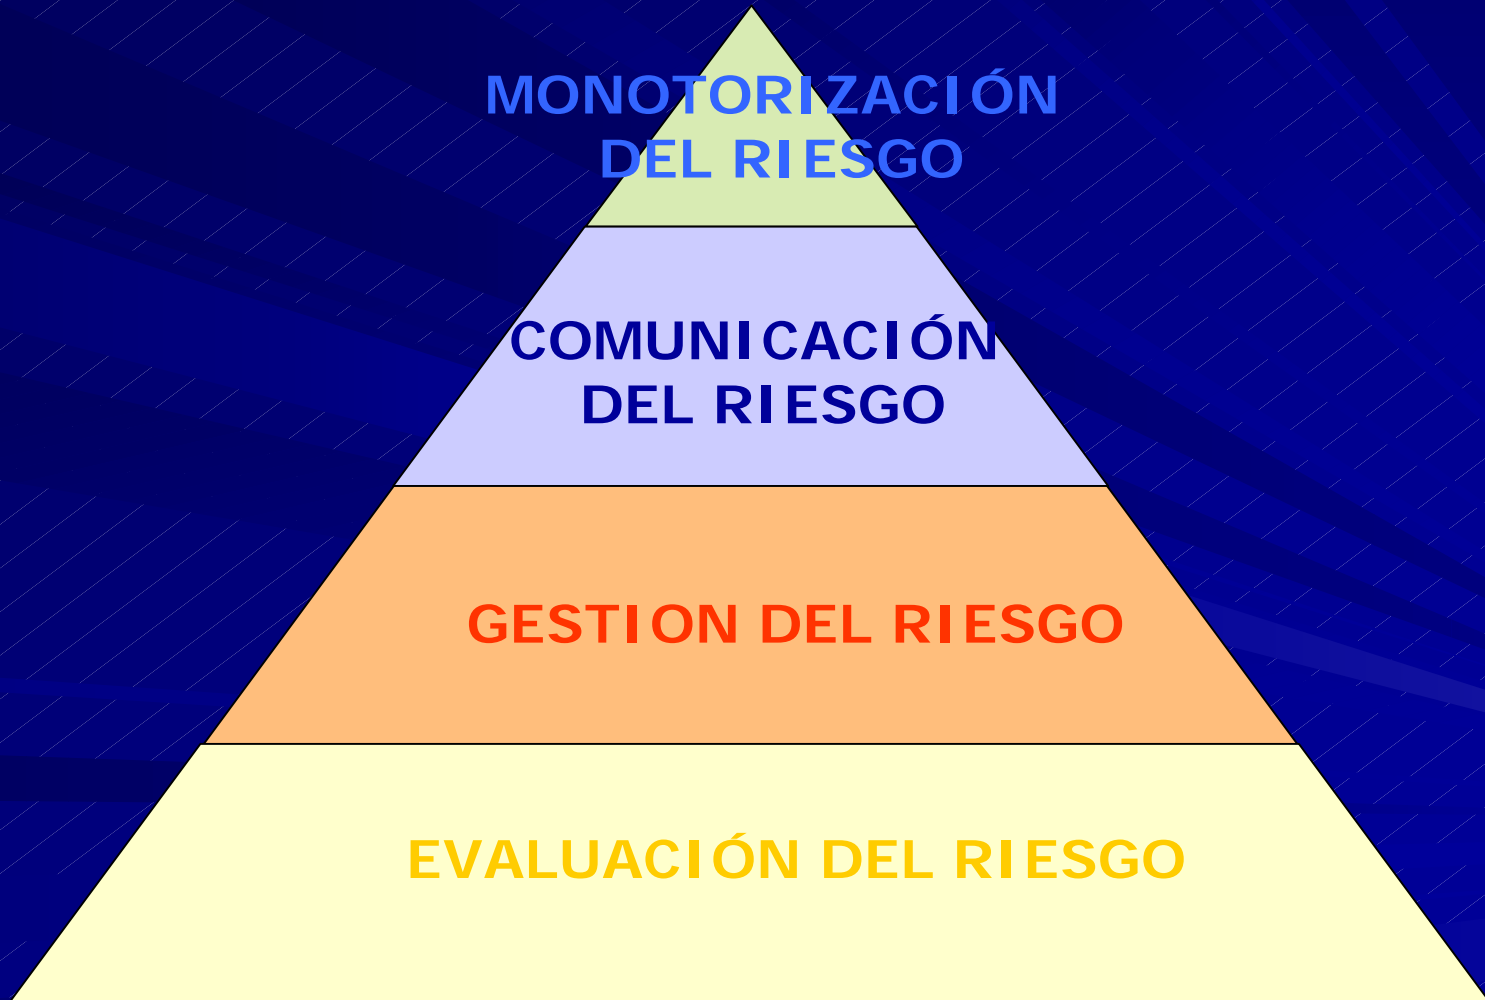 MONOTORIZACIÓN
DEL RIESGO
COMUNICACIÓN
DEL RIESGO
GESTION DEL RIESGO
EVALUACIÓN DEL RIESGO